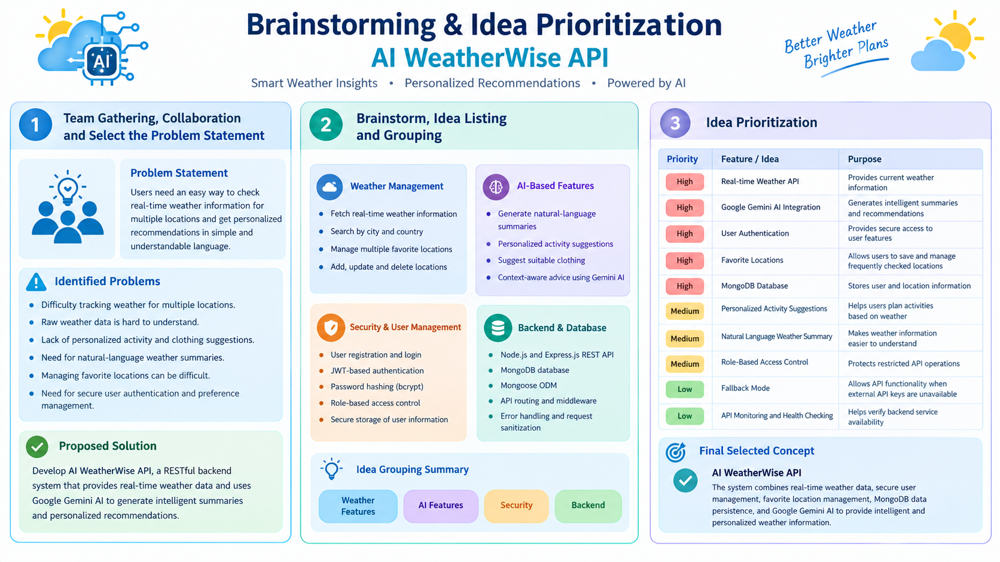 Brainstorming & Idea Prioritization
AI WeatherWise API
Smart Weather Insights • Personalized Recommendations • Powered by AI
AI
Better Weather
Brighter Plans
1
Team Gathering, Collaboration
and Select the Problem Statement
Problem Statement
Users need an easy way to check
real-time weather information for
multiple locations and get personalized
recommendations in simple and
understandable language.
Identified Problems
• Difficulty tracking weather for multiple locations.
• Raw weather data is hard to understand.
• Lack of personalized activity and clothing suggestions.
• Need for natural-language weather summaries.
• Managing favorite locations can be difficult.
• Need for secure user authentication and preference
management.
Proposed Solution
Develop AI WeatherWise API, a RESTful backend
system that provides real-time weather data and uses
Google Gemini AI to generate intelligent summaries
and personalized recommendations.
2
Brainstorm, Idea Listing
and Grouping
Weather Management
• Fetch real-time weather information
• Search by city and country
• Manage multiple favorite locations
• Add, update and delete locations
AI-Based Features
• Generate natural-language
summaries
• Personalized activity suggestions
• Suggest suitable clothing
• Context-aware advice using Gemini AI
Security & User Management
• User registration and login
• JWT-based authentication
• Password hashing (bcrypt)
• Role-based access control
• Secure storage of user information
Backend & Database
• Node.js and Express.js REST API
• MongoDB database
• Mongoose ODM
• API routing and middleware
• Error handling and request
sanitization
Idea Grouping Summary
Weather
Features
AI Features
Security
Backend
3
Idea Prioritization
Priority Feature / Idea Purpose
High Real-time Weather API Provides current weather
information
High Google Gemini AI Integration Generates intelligent summaries
and recommendations
High User Authentication Provides secure access to
user features
High Favorite Locations Allows users to save and manage
frequently checked locations
High MongoDB Database Stores user and location information
Medium Personalized Activity Suggestions Helps users plan activities
based on weather
Medium Natural Language Weather Summary Makes weather information
easier to understand
Medium Role-Based Access Control Protects restricted API operations
Low Fallback Mode Allows API functionality when
external API keys are unavailable
Low API Monitoring and Health Checking Helps verify backend service
availability
Final Selected Concept
AI WeatherWise API
The system combines real-time weather data, secure user
management, favorite location management, MongoDB data
persistence, and Google Gemini AI to provide intelligent and
personalized weather information.